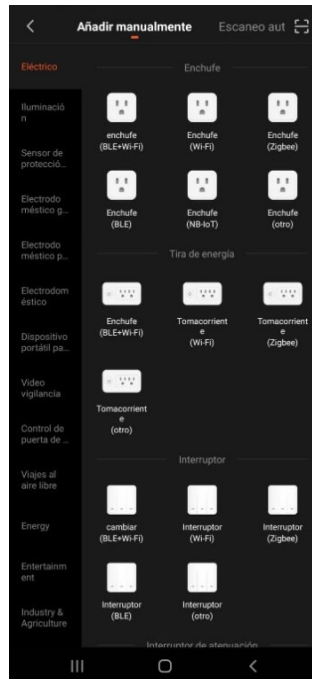 Añadir manualmente Escaneo aut
Eléctrico
Enchufe
Iluminació
n
enchufe
(BLE+Wi-Fi)
Enchufe
(Wi-Fi)
Enchufe
(Zigbee)
Sensor de
protecció...
Electrodo
méstico g...
Enchufe
(BLE)
Enchufe
(NB-IoT)
Enchufe
(otro)
Electrodo
méstico p...
Tira de energía
Electrodom
éstico
Enchufe
(BLE+Wi-Fi)
Tomacorrient
e
(Wi-Fi)
Tomacorrient
e
(Zigbee)
Dispositivo
portátil pa...
Video
vigilancia
Tomacorrient
e
(otro)
Control de
puerta de ...
Interruptor
Viajes al
aire libre
Energy
cambiar
(BLE+Wi-Fi)
Interruptor
(Wi-Fi)
Interruptor
(Zigbee)
Entertainm
ent
Industry &
Agriculture
Interruptor
(BLE)
Interruptor
(otro)
Interruptor de atenuación